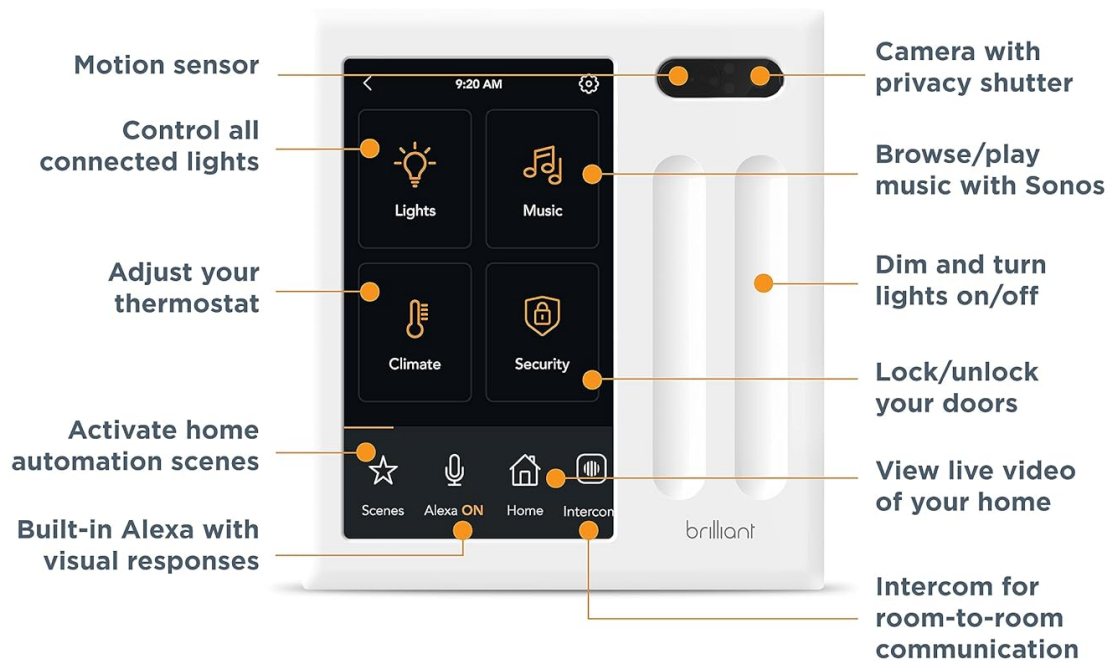 Motion sensor
Control all
connected lights
Adjust your
thermostat
Activate home
automation scenes
Built-in Alexa with
visual responses
9:20 AM
Lights
Music
Climate
Security
Scenes
Alexa ON
Home
Intercom
brilliant
Camera with
privacy shutter
Browse/play
music with Sonos
Dim and turn
lights on/off
Lock/unlock
your doors
View live video
of your home
Intercom for
room-to-room
communication